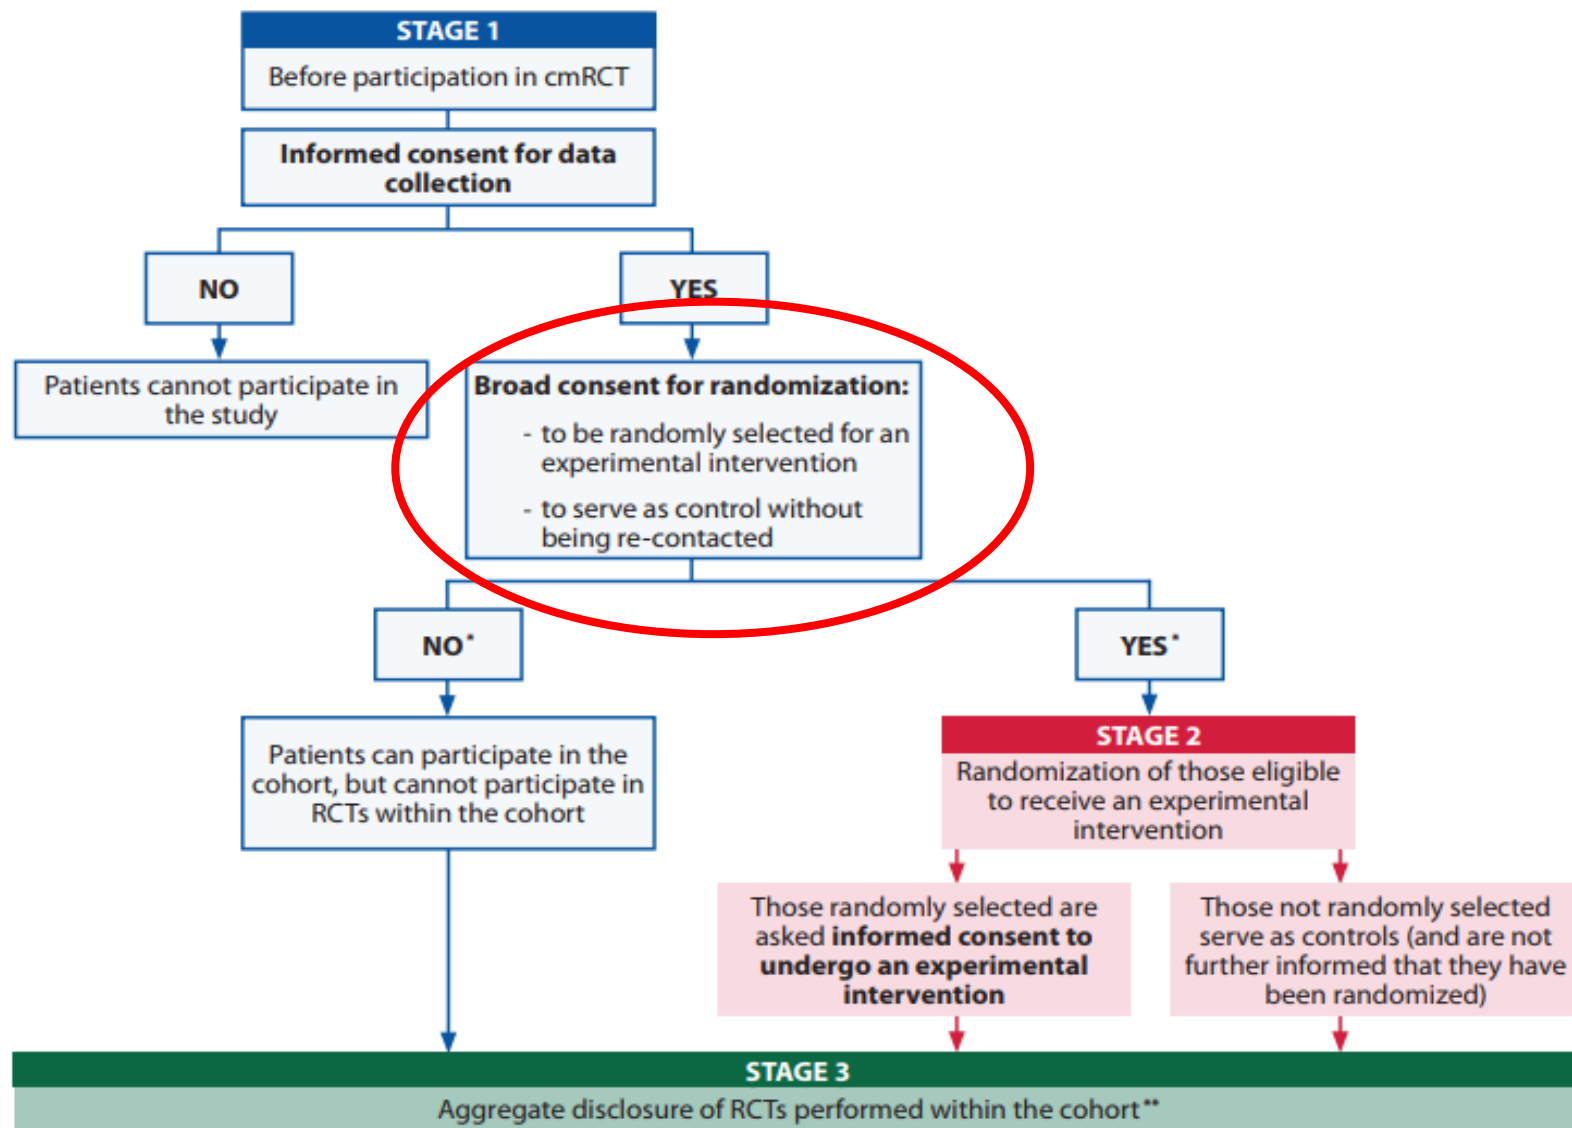 STAGE 1
Before participation in cmRCT
Informed consent for data
collection
NO
YES
Patients cannot participate in
the study
Broad consent for randomization:
- to be randomly selected for an
experimental intervention
- to serve as control without
being re-contacted
NO*
YES*
Patients can participate in the
cohort, but cannot participate in
RCTs within the cohort
STAGE 2
Randomization of those eligible
to receive an experimental
intervention
Those randomly selected are
asked informed consent to
undergo an experimental
intervention
Those not randomly selected
serve as controls (and are not
further informed that they have
been randomized)
STAGE 3
Aggregate disclosure of RCTs performed within the cohort**